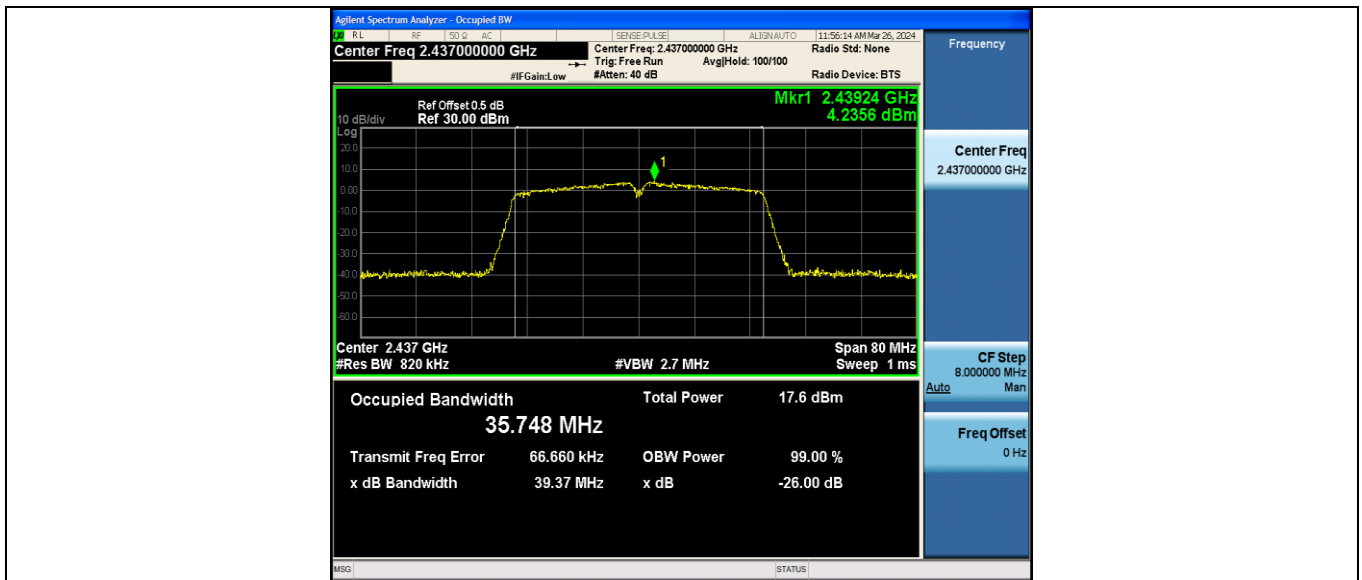 Agilent Spectrum Analyzer - Occupied BW
RL RF 50 Ω AC SENSE:PULSE ALIGNAUTO 11:56:14 AM Mar 26, 2024
Center Freq 2.437000000 GHz
#IFGain:Low
Center Freq: 2.437000000 GHz
Trig: Free Run Avg|Hold: 100/100
#Atten: 40 dB
Radio Std: None
Radio Device: BTS
Mkr1 2.43924 GHz
4.2356 dBm
Ref Offset 0.5 dB
10 dB/div Ref 30.00 dBm
Log
20.0
10.0
0.00
-10.0
-20.0
-30.0
-40.0
-50.0
-60.0
1
Center 2.437 GHz Span 80 MHz
#Res BW 820 kHz #VBW 2.7 MHz Sweep 1 ms
Occupied Bandwidth Total Power 17.6 dBm
35.748 MHz
Transmit Freq Error 66.660 kHz OBW Power 99.00 %
x dB Bandwidth 39.37 MHz x dB -26.00 dB
MSG STATUS
Frequency
Center Freq
2.437000000 GHz
CF Step
8.000000 MHz
Auto Man
Freq Offset
0 Hz